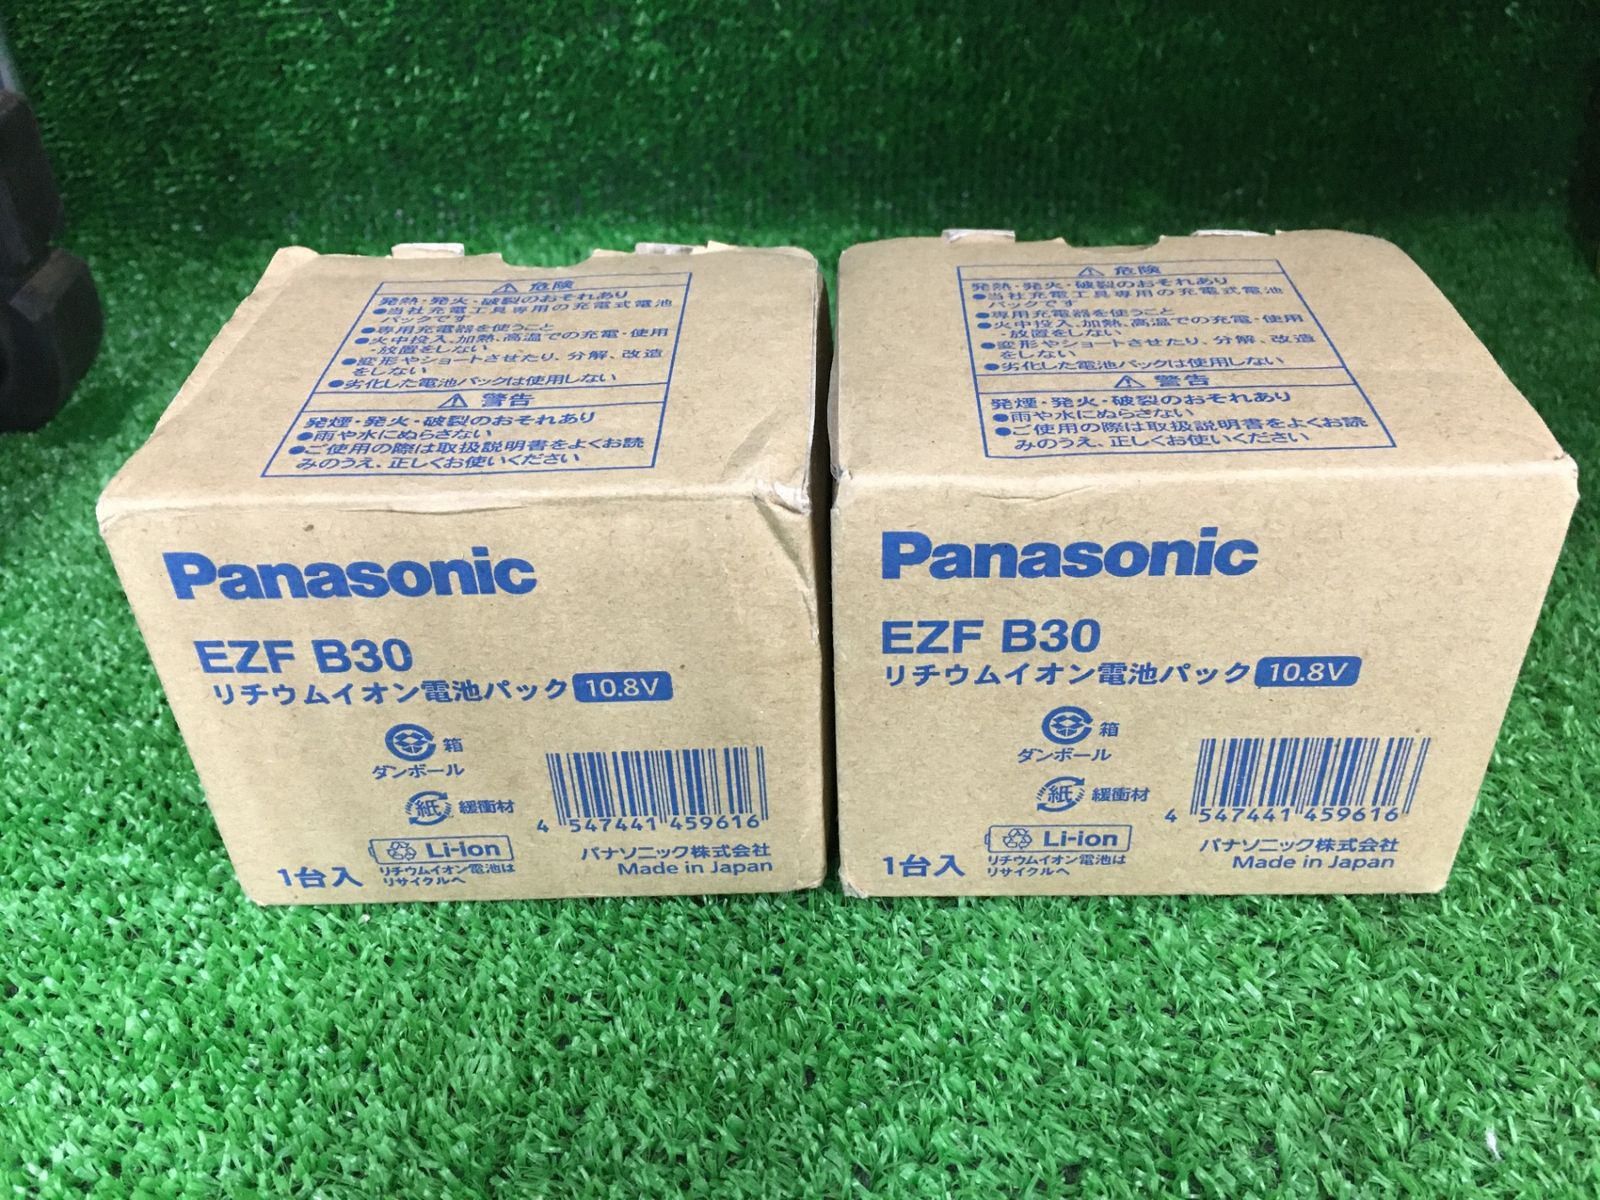 危険
発熱・発火・破裂のおそれあり
●当社充電工具専用の充電式電池
パックです
●専用充電器を使うこと
●火中投入、加熱、高温での充電・使用
・放置をしない
●変形やショートさせたり、分解、改造
をしない
●劣化した電池パックは使用しない
警告
発煙・発火・破裂のおそれあり
●雨や水にぬらさない
●ご使用の際は取扱説明書をよくお読
みのうえ、正しくお使いください
Panasonic
EZF B30
リチウムイオン電池パック 10.8V
箱
ダンボール
紙 緩衝材
4 547441 459616
Li-ion
リチウムイオン電池は
リサイクルへ
1台入
パナソニック株式会社
Made in Japan
危険
発熱・発火・破裂のおそれあり
●当社充電工具専用の充電式電池
パックです
●専用充電器を使うこと
●火中投入、加熱、高温での充電・使用
・放置をしない
●変形やショートさせたり、分解、改造
をしない
●劣化した電池パックは使用しない
警告
発煙・発火・破裂のおそれあり
●雨や水にぬらさない
●ご使用の際は取扱説明書をよくお読
みのうえ、正しくお使いください
Panasonic
EZF B30
リチウムイオン電池パック 10.8V
箱
ダンボール
紙 緩衝材
4 547441 459616
Li-ion
リチウムイオン電池は
リサイクルへ
1台入
パナソニック株式会社
Made in Japan